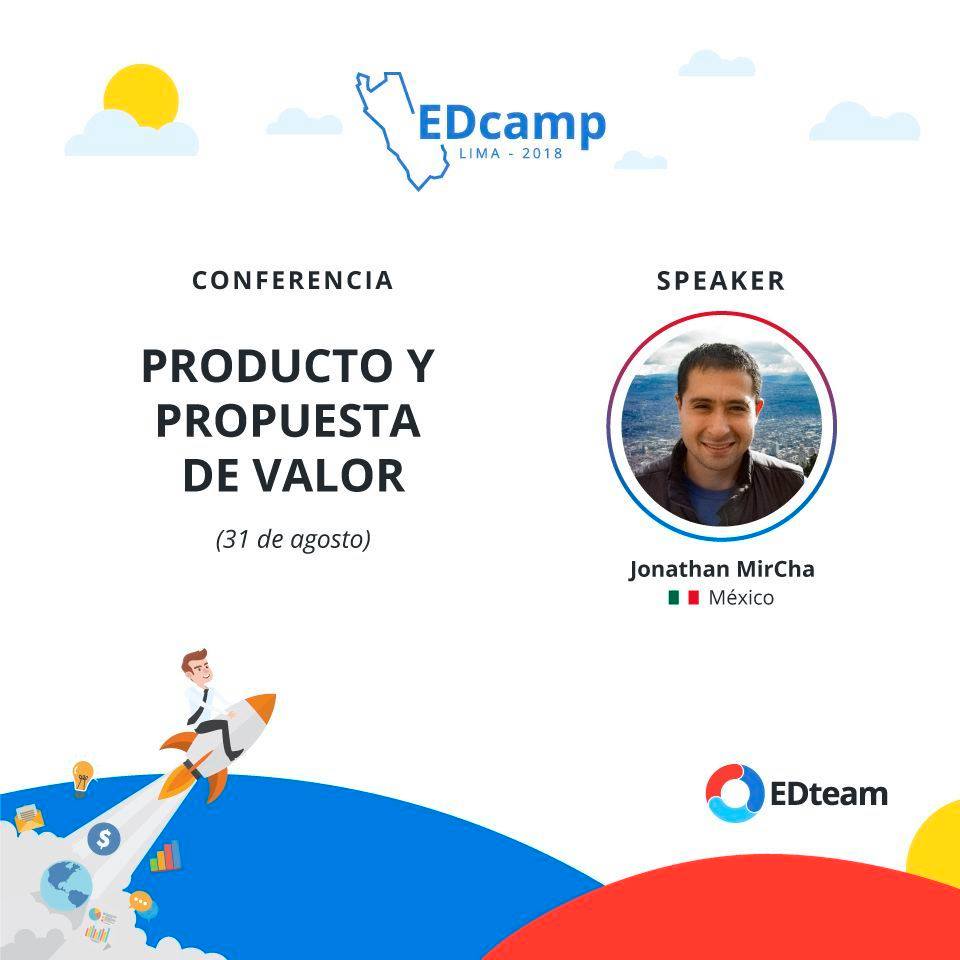 EDcamp
LIMA - 2018
CONFERENCIA
PRODUCTO Y
PROPUESTA
DE VALOR
(31 de agosto)
SPEAKER
Jonathan MirCha
México
$
EDteam